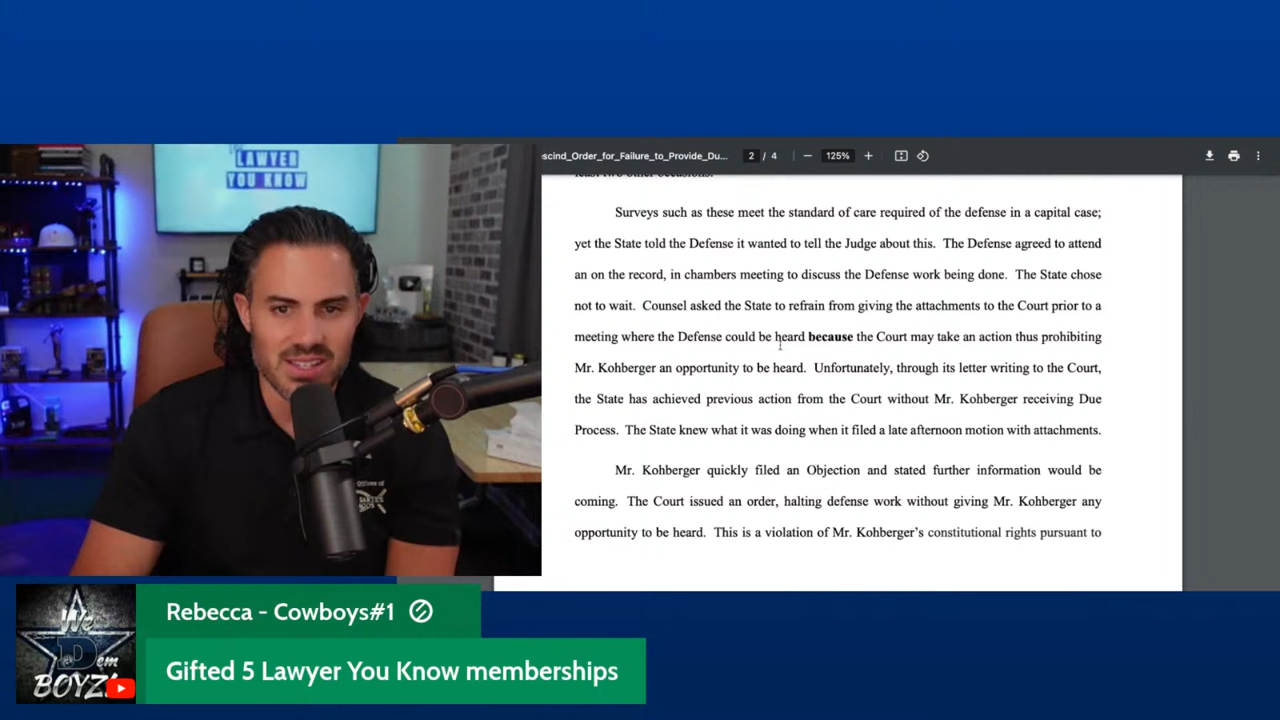 LAWYER
YOU KNOW
escind_Order_for_Failure_to_Provide_Du... 2 / 4 125%
least two other occasions.
Surveys such as these meet the standard of care required of the defense in a capital case;
yet the State told the Defense it wanted to tell the Judge about this. The Defense agreed to attend
an on the record, in chambers meeting to discuss the Defense work being done. The State chose
not to wait. Counsel asked the State to refrain from giving the attachments to the Court prior to a
meeting where the Defense could be heard because the Court may take an action thus prohibiting
Mr. Kohberger an opportunity to be heard. Unfortunately, through its letter writing to the Court,
the State has achieved previous action from the Court without Mr. Kohberger receiving Due
Process. The State knew what it was doing when it filed a late afternoon motion with attachments.
Mr. Kohberger quickly filed an Objection and stated further information would be
coming. The Court issued an order, halting defense work without giving Mr. Kohberger any
opportunity to be heard. This is a violation of Mr. Kohberger's constitutional rights pursuant to
We
Dem
BOYZ!
Rebecca - Cowboys#1
Gifted 5 Lawyer You Know memberships